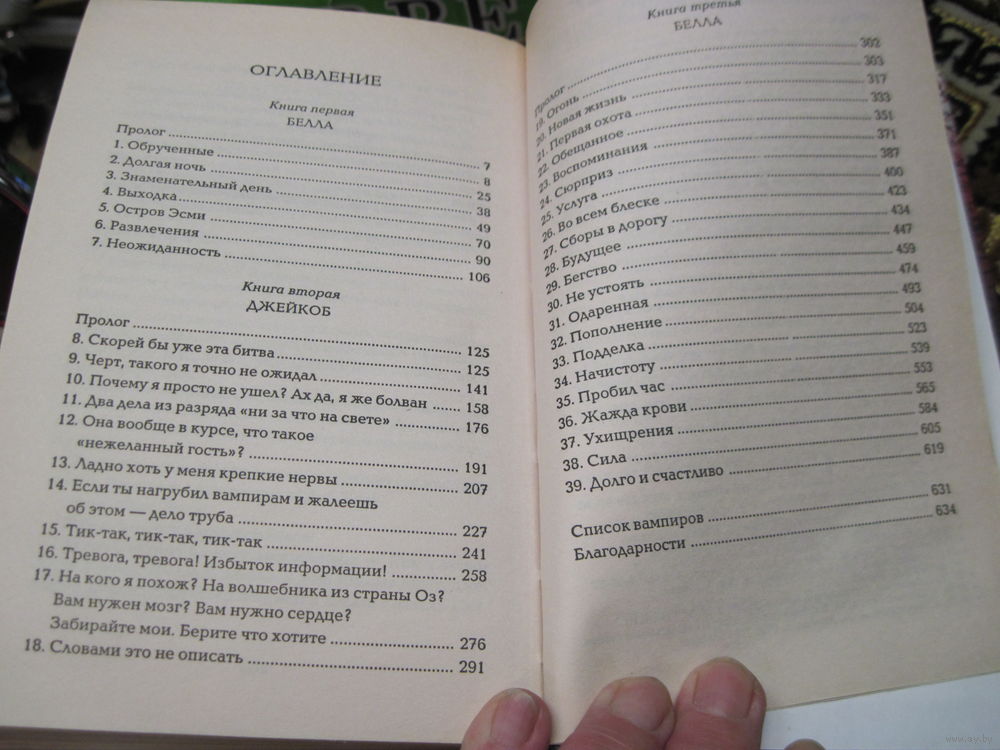 ОГЛАВЛЕНИЕ
Книга первая
БЕЛЛА
Пролог ........ 7
1. Обрученные ........ 8
2. Долгая ночь ........ 25
3. Знаменательный день ........ 38
4. Выходка ........ 49
5. Остров Эсми ........ 70
6. Развлечения ........ 90
7. Неожиданность ........ 106
Книга вторая
ДЖЕЙКОБ
Пролог ........ 125
8. Скорей бы уже эта битва ........ 125
9. Черт, такого я точно не ожидал ........ 141
10. Почему я просто не ушел? Ах да, я же болван ........ 158
11. Два дела из разряда «ни за что на свете» ........ 176
12. Она вообще в курсе, что такое
«нежеланный гость»? ........ 191
13. Ладно хоть у меня крепкие нервы ........ 207
14. Если ты нагрубил вампирам и жалеешь
об этом — дело труба ........ 227
15. Тик-так, тик-так, тик-так ........ 241
16. Тревога, тревога! Избыток информации! ........ 258
17. На кого я похож? На волшебника из страны Оз?
Вам нужен мозг? Вам нужно сердце?
Забирайте мои. Берите что хотите ........ 276
18. Словами это не описать ........ 291
Книга третья
БЕЛЛА
Пролог ........ 302
19. Огонь ........ 303
20. Новая жизнь ........ 317
21. Первая охота ........ 333
22. Обещанное ........ 351
23. Воспоминания ........ 371
24. Сюрприз ........ 387
25. Услуга ........ 400
26. Во всем блеске ........ 423
27. Сборы в дорогу ........ 434
28. Будущее ........ 447
29. Бегство ........ 459
30. Не устоять ........ 474
31. Одаренная ........ 493
32. Пополнение ........ 504
33. Подделка ........ 523
34. Начистоту ........ 539
35. Пробил час ........ 553
36. Жажда крови ........ 565
37. Ухищрения ........ 584
38. Сила ........ 605
39. Долго и счастливо ........ 619
Список вампиров ........ 631
Благодарности ........ 634